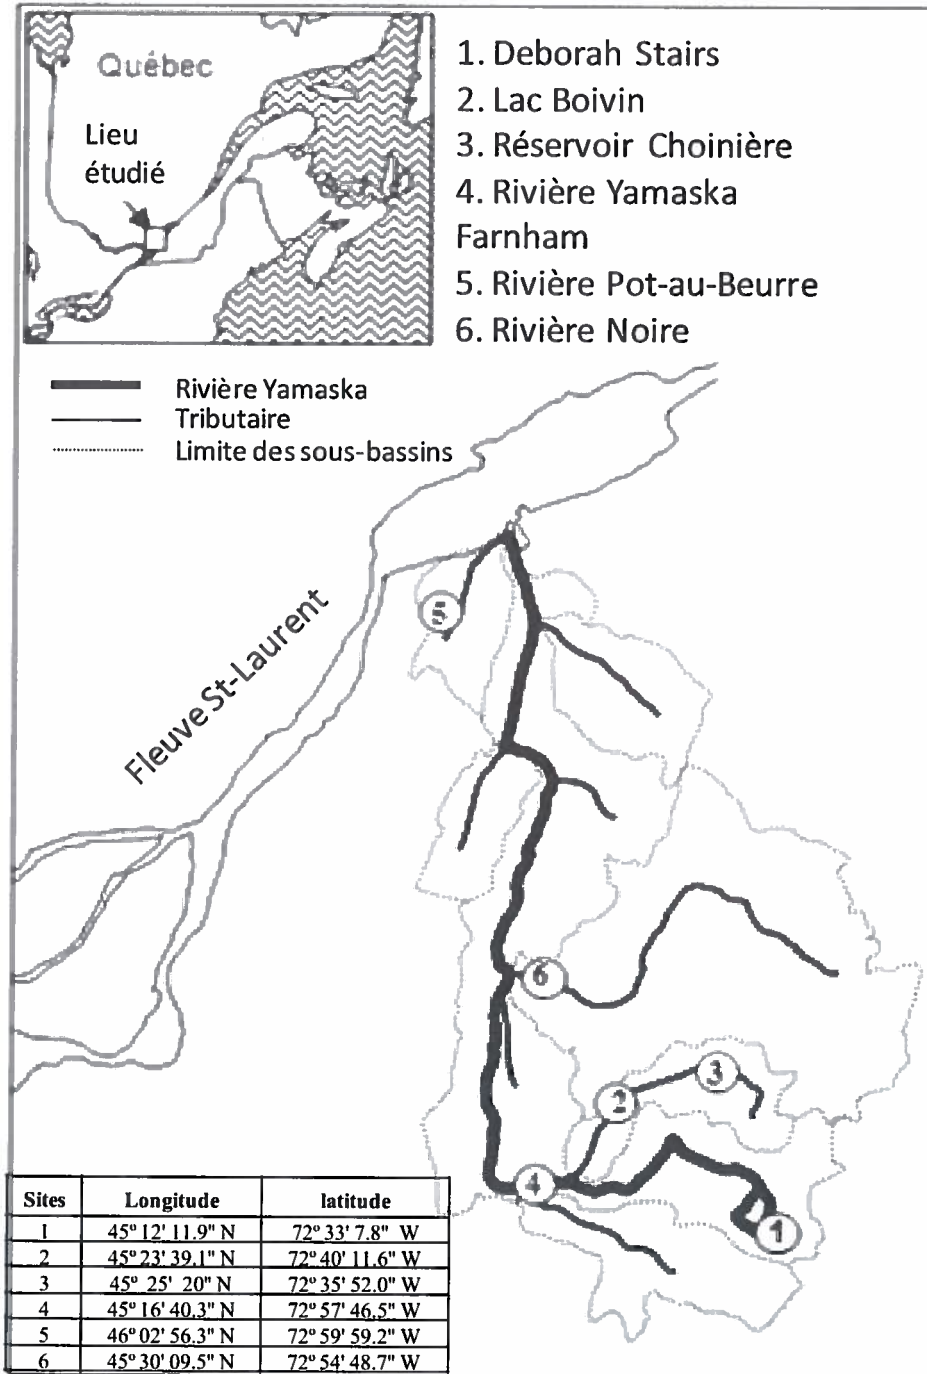 Québec
Lieu
étudié
1. Deborah Stairs
2. Lac Boivin
3. Réservoir Choinière
4. Rivière Yamaska
Farnham
5. Rivière Pot-au-Beurre
6. Rivière Noire
Rivière Yamaska
Tributaire
Limite des sous-bassins
Fleuve St-Laurent
5
6
3
2
4
1
Sites Longitude latitude
1 45° 12' 11.9" N 72° 33' 7.8" W
2 45° 23' 39.1" N 72° 40' 11.6" W
3 45° 25' 20" N 72° 35' 52.0" W
4 45° 16' 40.3" N 72° 57' 46.5" W
5 46° 02' 56.3" N 72° 59' 59.2" W
6 45° 30' 09.5" N 72° 54' 48.7" W